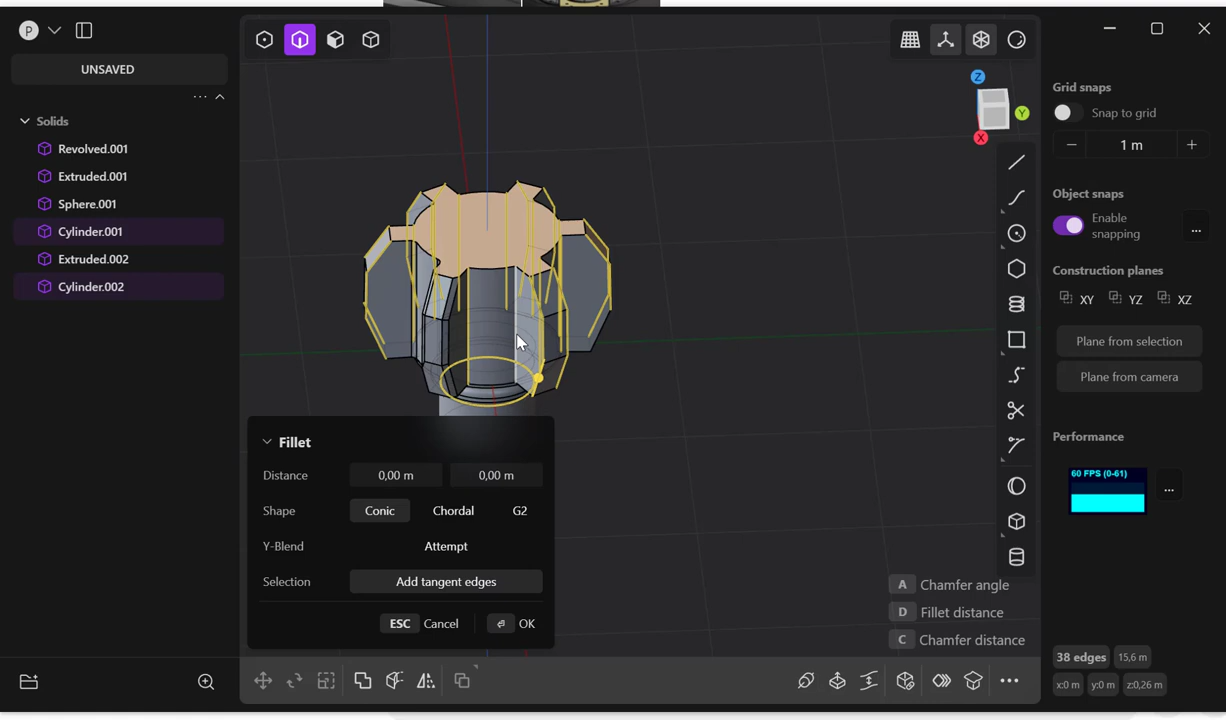 P
UNSAVED
...
Solids
Revolved.001
Extruded.001
Sphere.001
Cylinder.001
Extruded.002
Cylinder.002
Z
Y
X
Fillet
Distance 0,00 m 0,00 m
Shape Conic Chordal G2
Y-Blend Attempt
Selection Add tangent edges
ESC Cancel OK
A Chamfer angle
D Fillet distance
C Chamfer distance
Grid snaps
Snap to grid
− 1 m +
Object snaps
Enable
snapping
...
Construction planes
XY YZ XZ
Plane from selection
Plane from camera
Performance
60 FPS (0-61)
...
38 edges 15,6 m
x:0 m y:0 m z:0,26 m